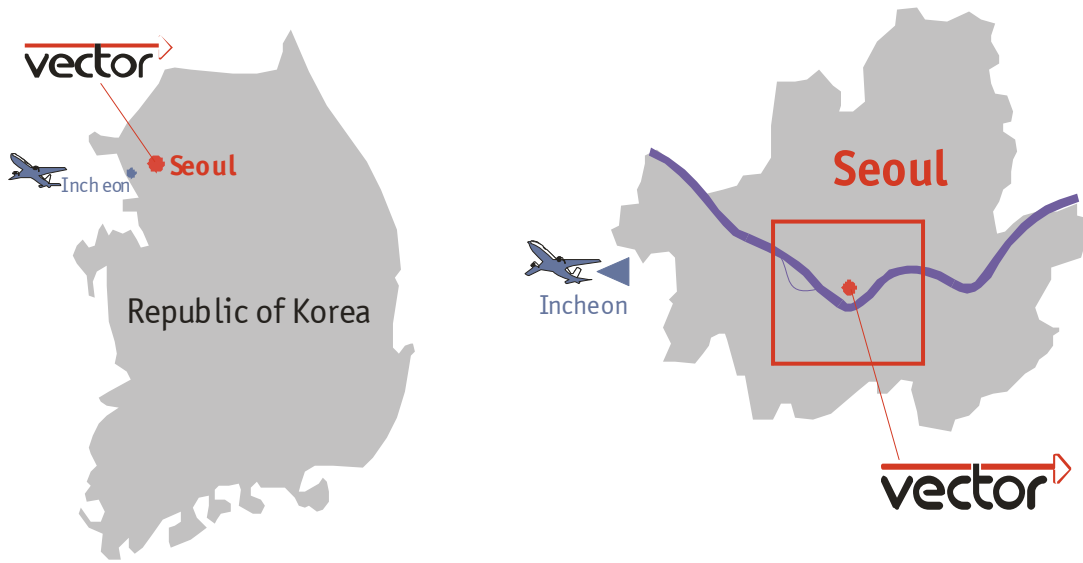 vector
Seoul
Incheon
Republic of Korea
Seoul
Incheon
vector